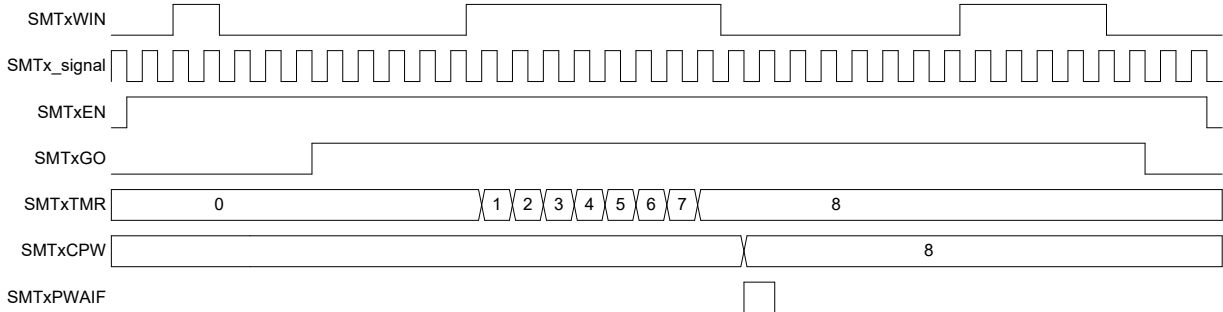 SMTxWIN
SMTx_signal
SMTxEN
SMTxGO
SMTxTMR 0 1 2 3 4 5 6 7 8
SMTxCPW 8
SMTxPWAIF